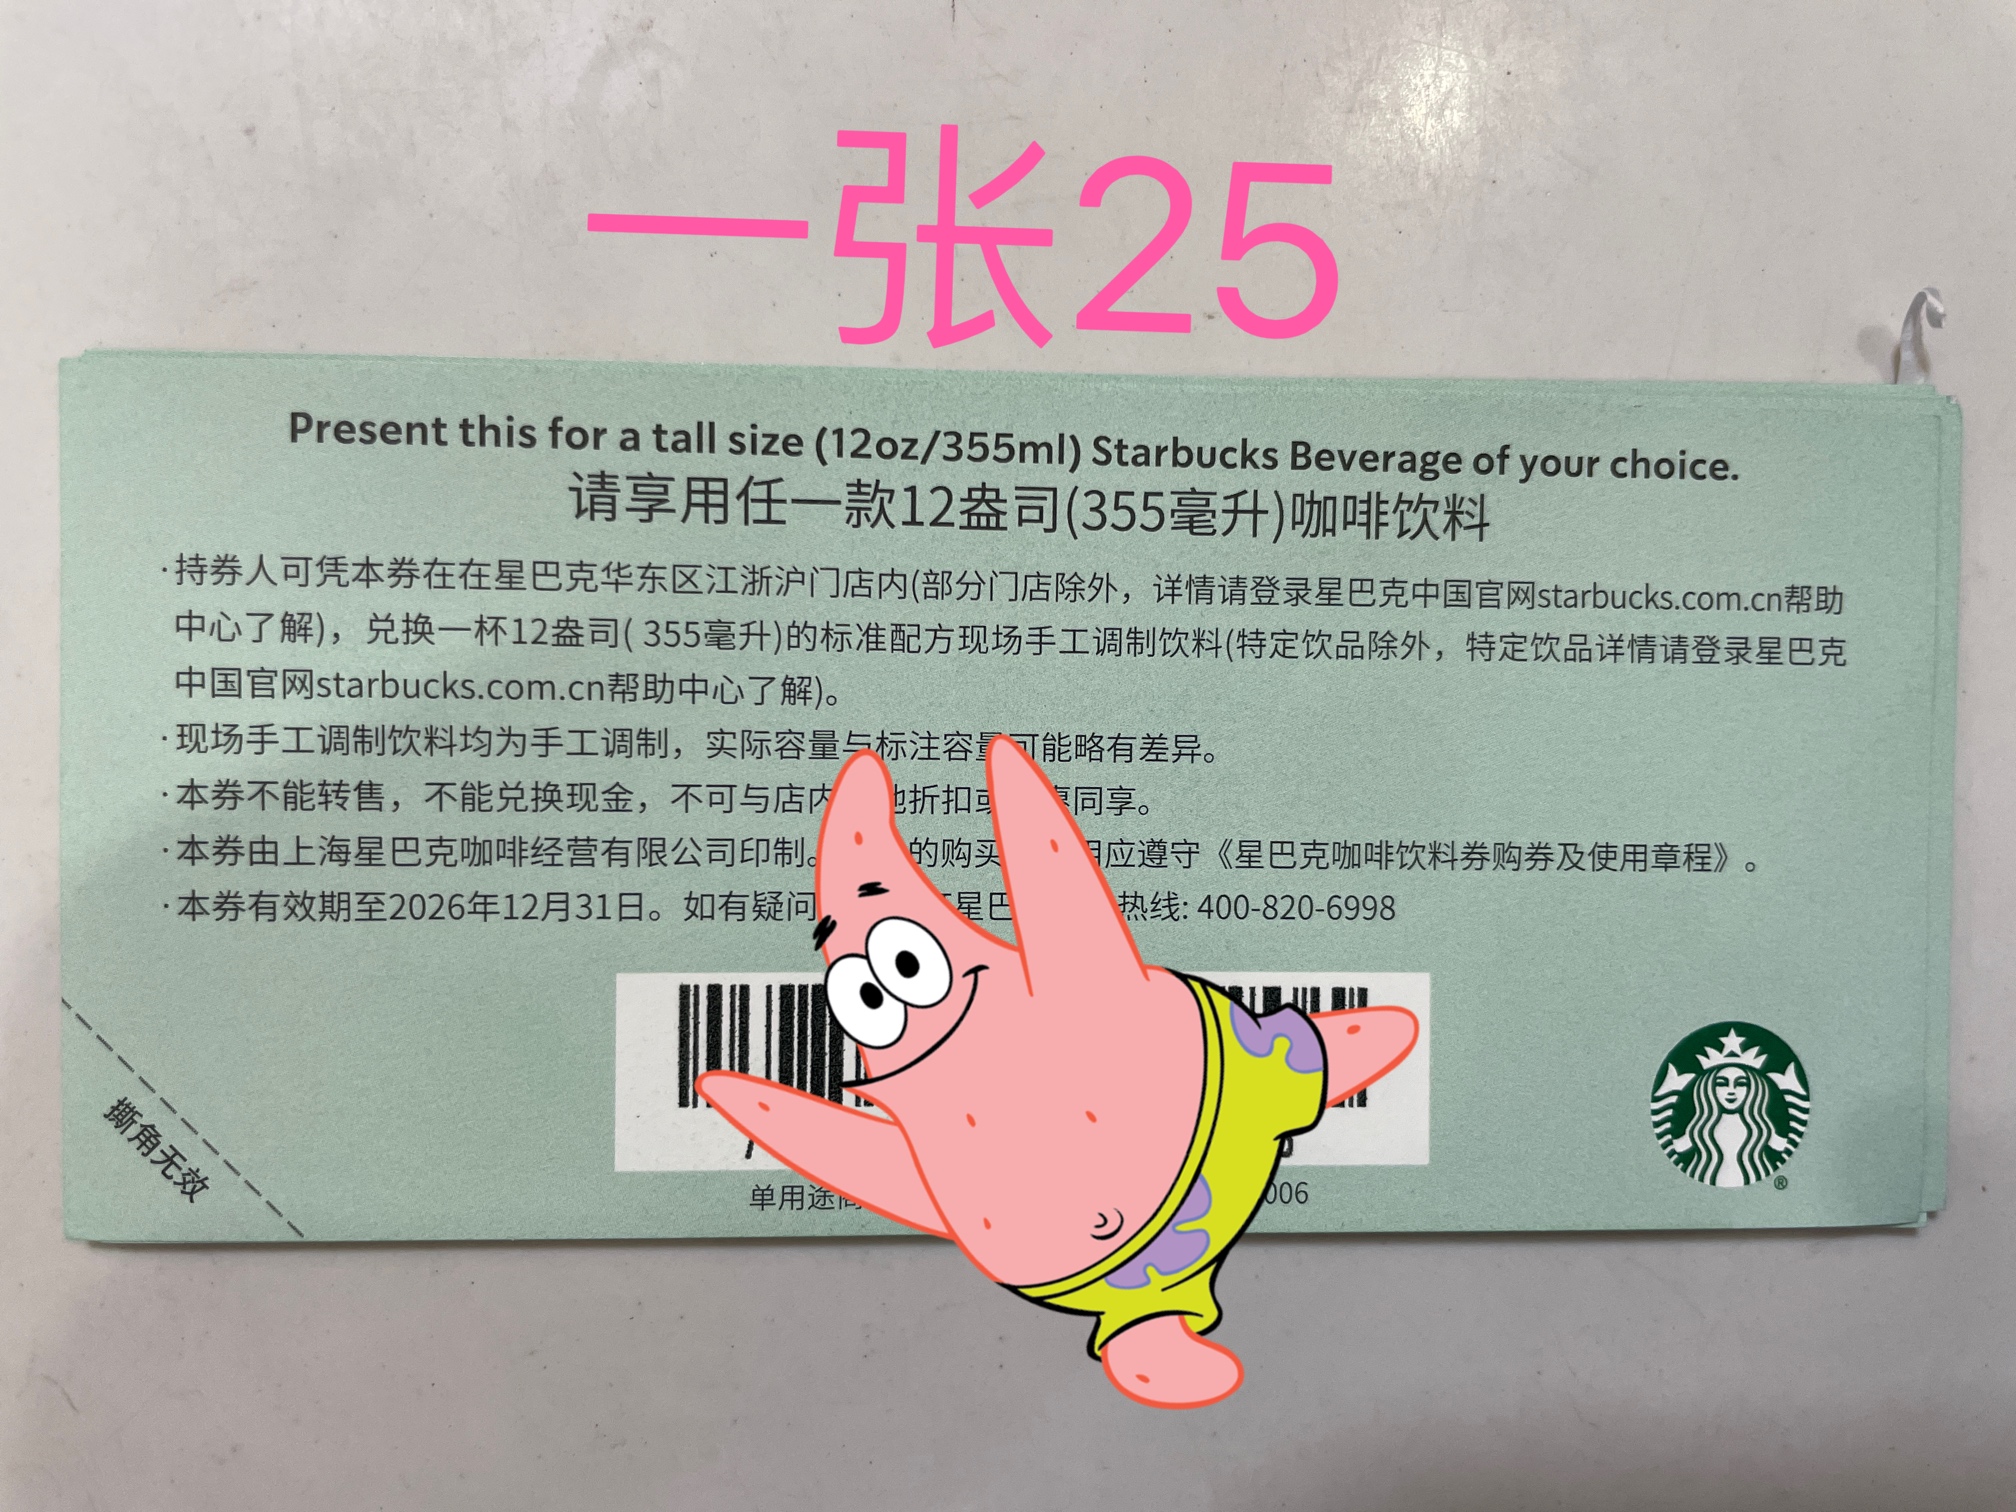 一张25
Present this for a tall size (12oz/355ml) Starbucks Beverage of your choice.
请享用任一款12盎司(355毫升)咖啡饮料
·持券人可凭本券在在星巴克华东区江浙沪门店内(部分门店除外，详情请登录星巴克中国官网starbucks.com.cn帮助
中心了解)，兑换一杯12盎司( 355毫升)的标准配方现场手工调制饮料(特定饮品除外，特定饮品详情请登录星巴克
中国官网starbucks.com.cn帮助中心了解)。
·现场手工调制饮料均为手工调制，实际容量与标注容量可能略有差异。
·本券不能转售，不能兑换现金，不可与店内 他折扣或 惠同享。
·本券由上海星巴克咖啡经营有限公司印制。 的购买 相应遵守《星巴克咖啡饮料券购券及使用章程》。
·本券有效期至2026年12月31日。如有疑问 星巴 热线: 400-820-6998
撕角无效
单用途商 006